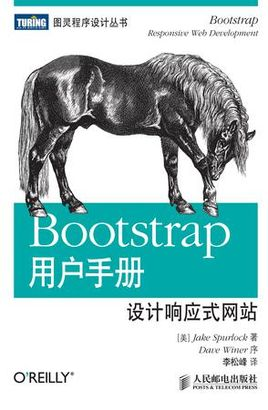 TURING
图灵程序设计丛书
Bootstrap
Responsive Web Development
Bootstrap
用户手册
设计响应式网站
[美] Jake Spurlock 著
Dave Winer 序
李松峰 译
O'REILLY®
人民邮电出版社
POSTS & TELECOM PRESS